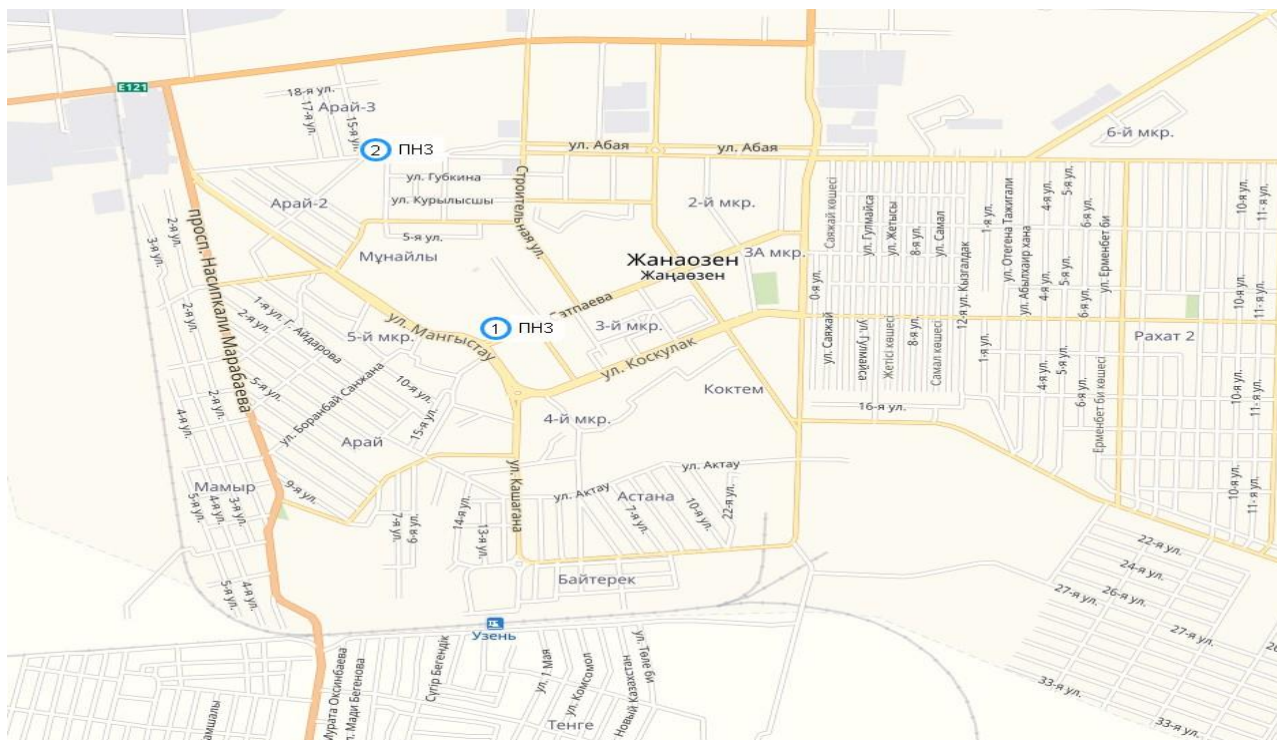 E121
18-я ул.
Арай-3
17-я ул.
15-я ул.
2 ПНЗ
ул. Абая
ул. Абая
6-й мкр.
ул. Губкина
ул. Курылысшы
Арай-2
5-я ул.
Мұнайлы
Строительная ул.
2-й мкр.
3А мкр.
Жанаозен
Жаңаөзен
просп. Насипкали Марабаева
2-я ул.
3-я ул.
2-я ул.
1-я ул. Г. Айдарова
2-я ул.
5-й мкр.
ул. Мангыстау
1 ПНЗ
3-й мкр.
ул. Коскулак
Саяжай көшесі
ул. Гулмайса
ул. Жетысы
8-я ул.
ул. Самал
12-я ул. Кызгалдак
1-я ул.
ул. Отегена Тажигали
ул. Абылхаир хана
4-я ул.
5-я ул.
6-я ул.
ул. Ерменбет би
10-я ул.
11-я ул.
0-я ул.
ул. Саяжай
ул. Гулмайса
Жетісі көшесі
8-я ул.
Самал көшесі
1-я ул.
4-я ул.
5-я ул.
6-я ул.
4-я ул.
5-я ул.
6-я ул.
Ерменбет би көшесі
10-я ул.
11-я ул.
Рахат 2
10-я ул.
11-я ул.
10-я ул.
11-я ул.
5-я ул.
10-я ул.
ул. Боранбай Санжана
15-я ул.
Арай
4-я ул.
2-я ул.
Коктем
4-й мкр.
16-я ул.
Мамыр
5-я ул.
4-я ул.
3-я ул.
9-я ул.
7-я ул.
6-я ул.
14-я ул.
13-я ул.
ул. Кашагана
ул. Актау
ул. Актау
Астана
7-я ул.
10-я ул.
22-я ул.
Байтерек
5-я ул.
4-я ул.
22-я ул.
24-я ул.
27-я ул.
26-я ул.
27-я ул.
33-я ул.
33-я ул.
Узень
Мади Бегенова
Сугір Бегендік
ул. 1 Мая
ул. Комсомол
Новый Казахстан
ул. Төле би
Тенге